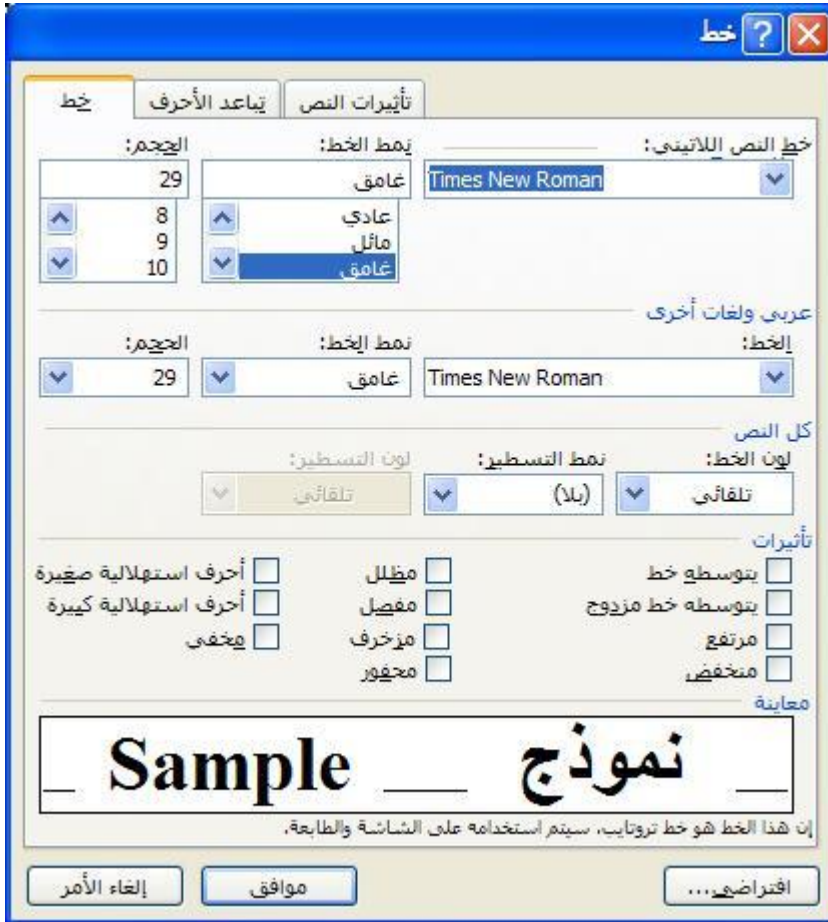 خط
خط تباعد الأحرف تأثيرات النص
خط النص اللاتيني: نمط الخط: الحجم:
Times New Roman غامق 29
عادي 8
مائل 9
غامق 10
عربي ولغات أخرى
الخط: نمط الخط: الحجم:
Times New Roman غامق 29
كل النص
لون الخط: نمط التسطير: لون التسطير:
تلقائي (بلا) تلقائي
تأثيرات
يتوسطه خط مظلل أحرف استهلالية صغيرة
يتوسطه خط مزدوج مفصل أحرف استهلالية كبيرة
مرتفع مزخرف مخفي
منخفض محفور
معاينة
نموذج Sample
إن هذا الخط هو خط تروتايب، سيتم استخدامه على الشاشة والطابعة.
افتراضي... موافق إلغاء الأمر